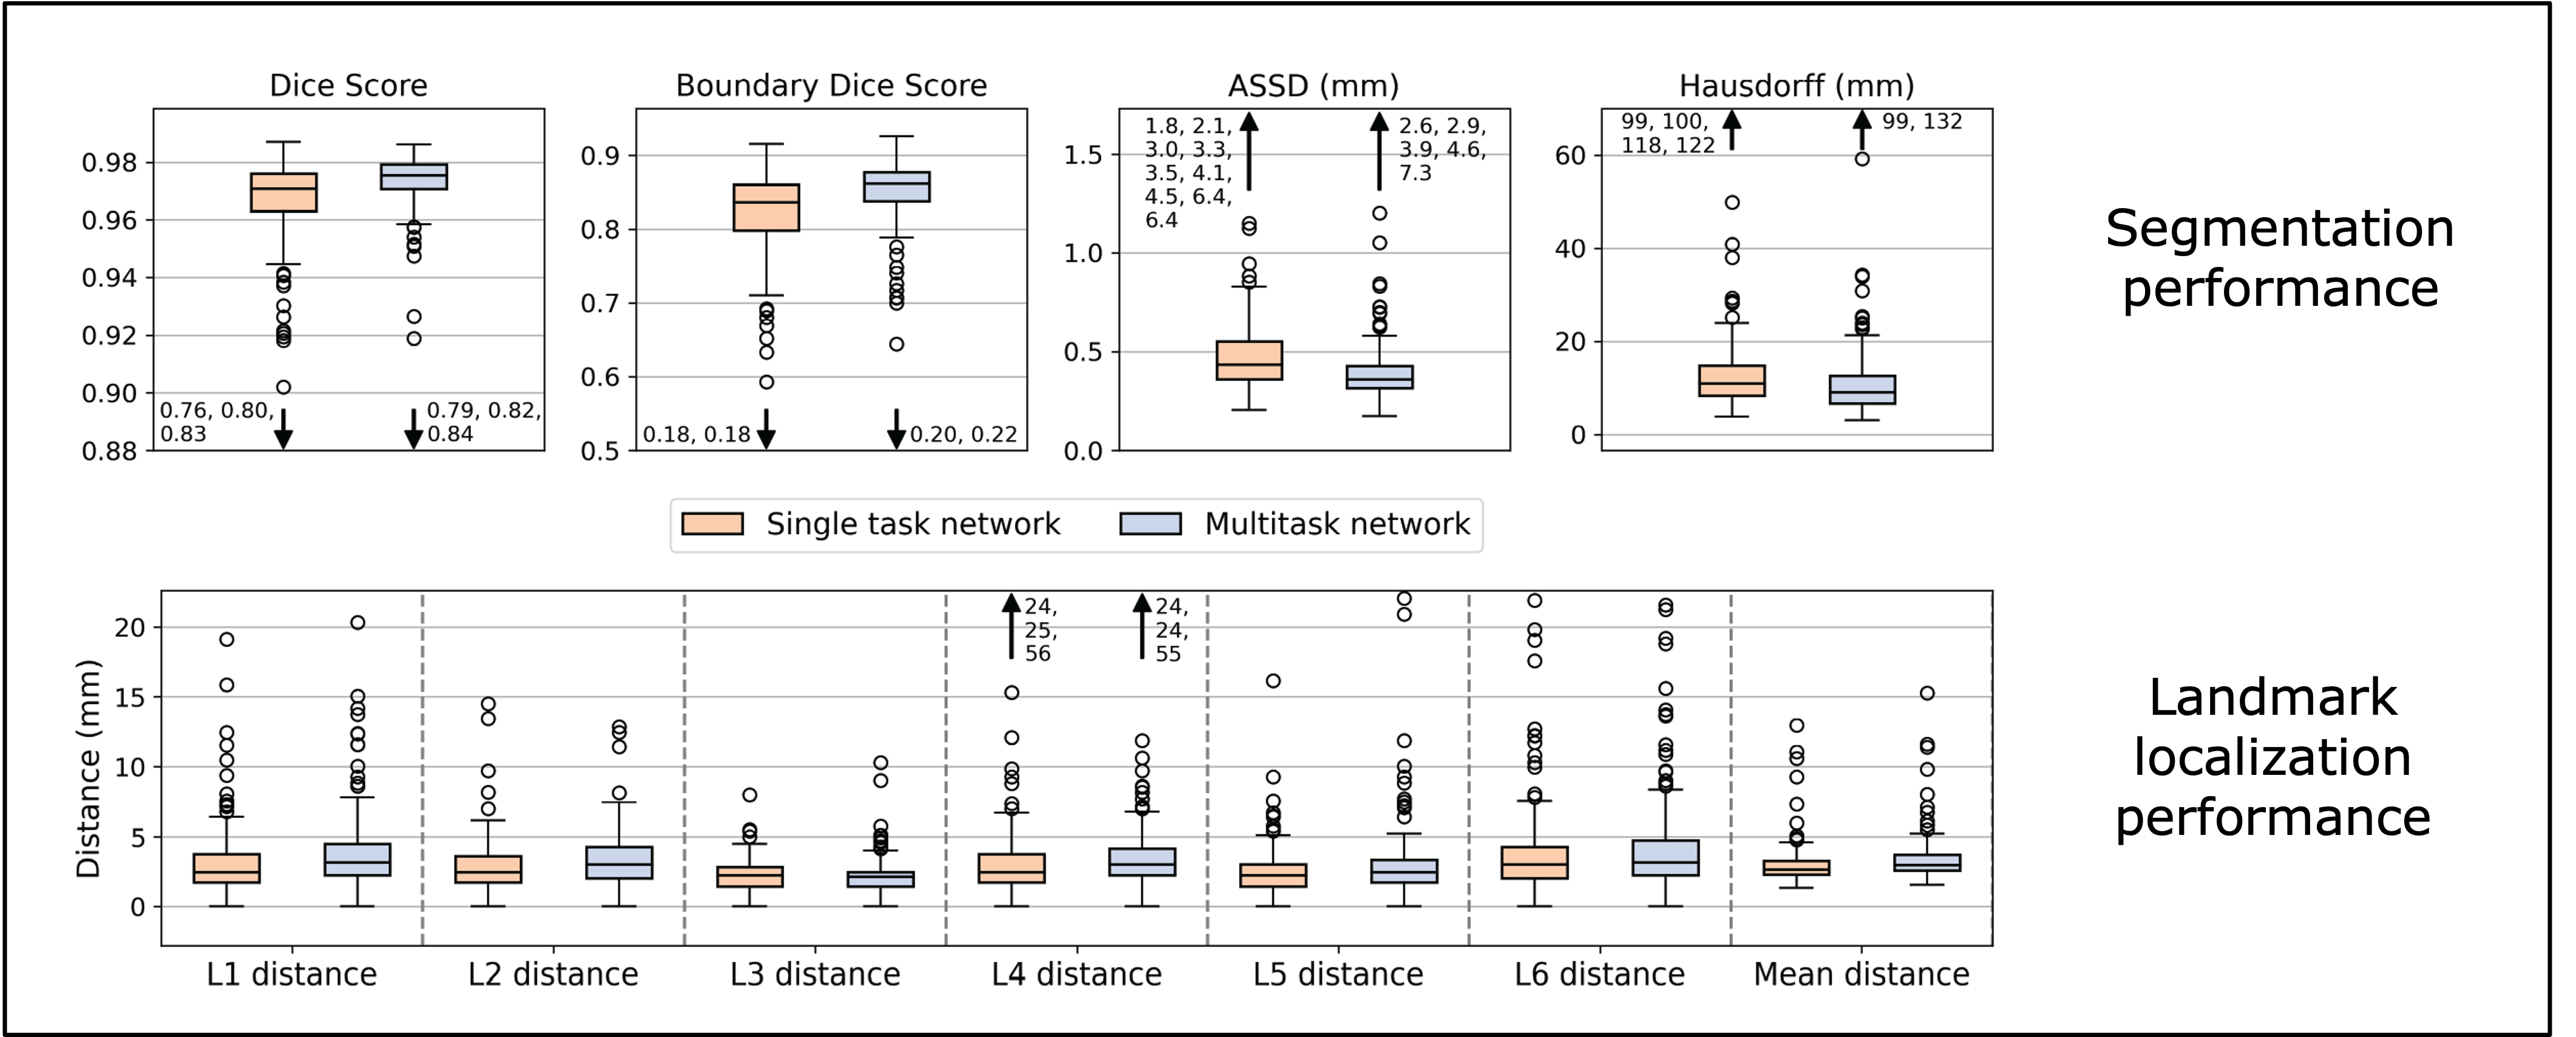 Dice Score
Boundary Dice Score
ASSD (mm)
Hausdorff (mm)
0.98
0.96
0.94
0.92
0.90
0.88
0.76, 0.80,
0.83
0.79, 0.82,
0.84
0.9
0.8
0.7
0.6
0.5
0.18, 0.18
0.20, 0.22
1.5
1.0
0.5
0.0
1.8, 2.1,
3.0, 3.3,
3.5, 4.1,
4.5, 6.4,
6.4
2.6, 2.9,
3.9, 4.6,
7.3
60
40
20
0
99, 100,
118, 122
99, 132
Segmentation
performance
Single task network
Multitask network
Distance (mm)
20
15
10
5
0
24,
25,
56
24,
24,
55
L1 distance
L2 distance
L3 distance
L4 distance
L5 distance
L6 distance
Mean distance
Landmark
localization
performance